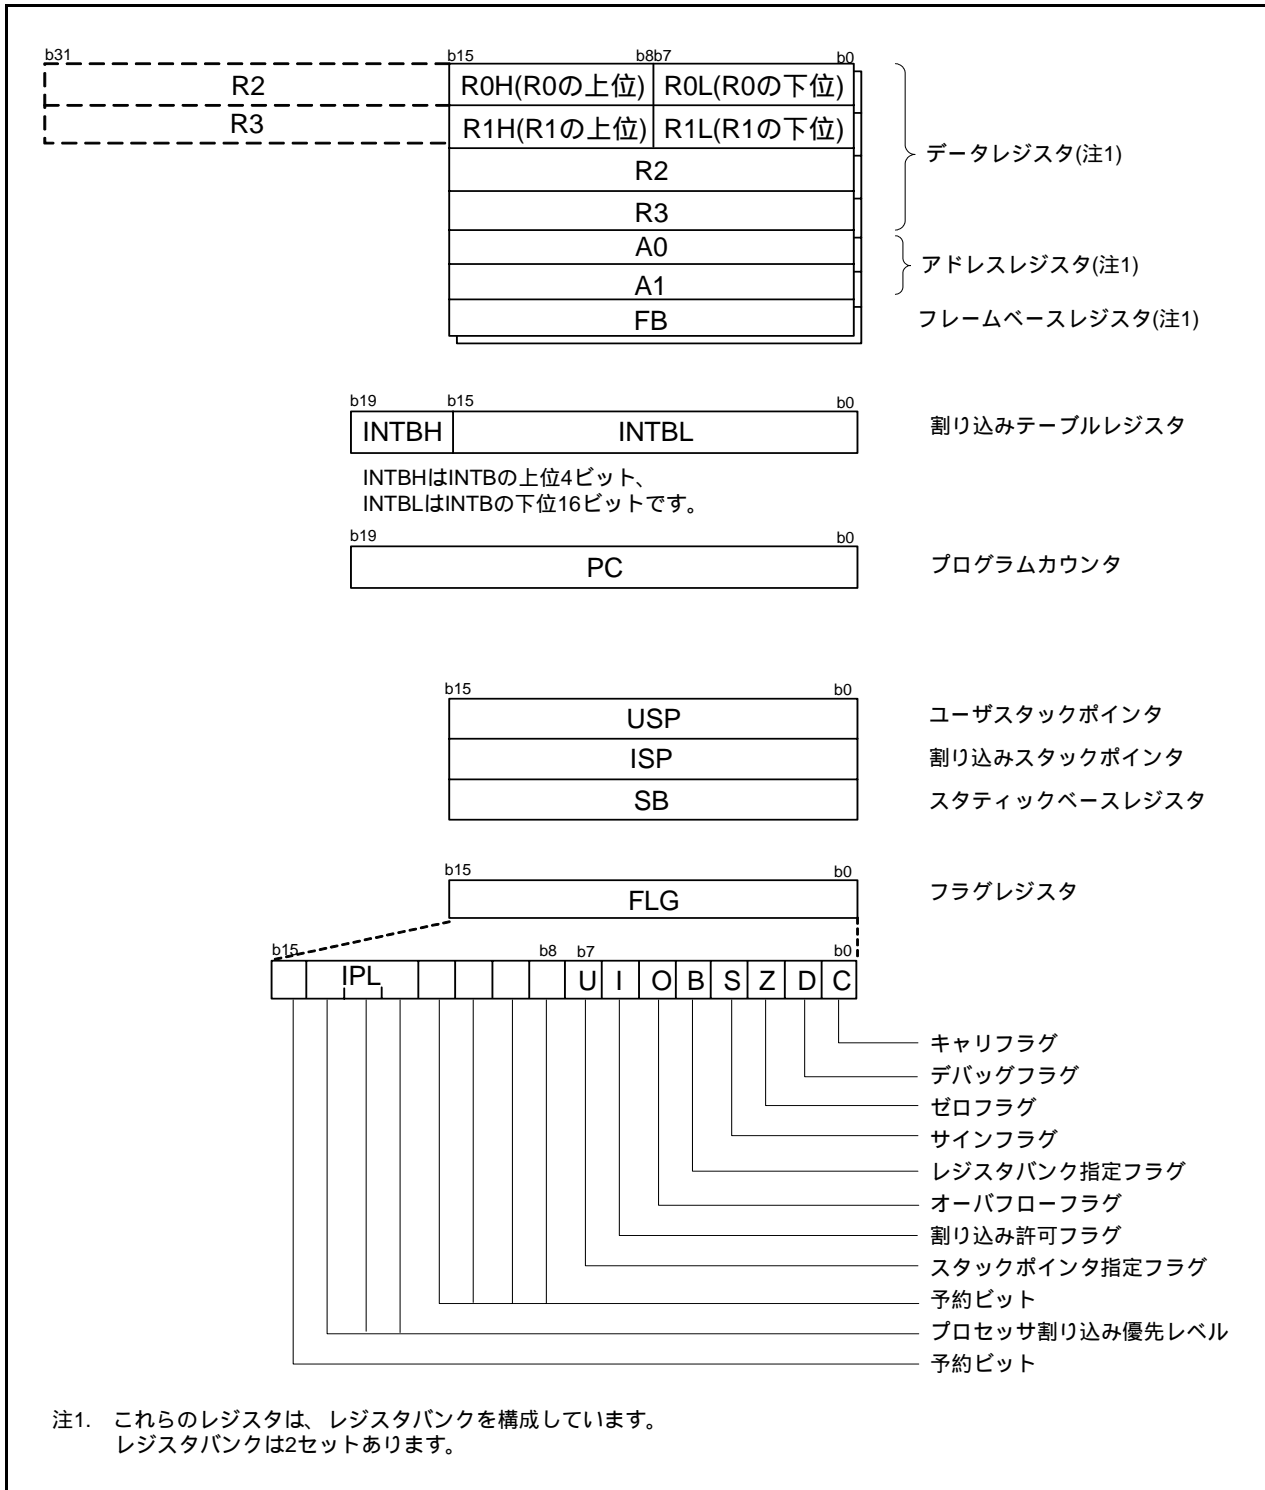 b31 b15 b8b7 b0
R2 R0H(R0の上位) R0L(R0の下位)
R3 R1H(R1の上位) R1L(R1の下位)
データレジスタ(注1)
R2
R3
A0
アドレスレジスタ(注1)
A1
FB フレームベースレジスタ(注1)
b19 b15 b0
INTBH INTBL 割り込みテーブルレジスタ
INTBHはINTBの上位4ビット、
INTBLはINTBの下位16ビットです。
b19 b0
PC プログラムカウンタ
b15 b0
USP ユーザスタックポインタ
ISP 割り込みスタックポインタ
SB スタティックベースレジスタ
b15 b0
FLG フラグレジスタ
b15 b8 b7 b0
IPL U I O B S Z D C
キャリフラグ
デバッグフラグ
ゼロフラグ
サインフラグ
レジスタバンク指定フラグ
オーバフローフラグ
割り込み許可フラグ
スタックポインタ指定フラグ
予約ビット
プロセッサ割り込み優先レベル
予約ビット
注1. これらのレジスタは、レジスタバンクを構成しています。
レジスタバンクは2セットあります。